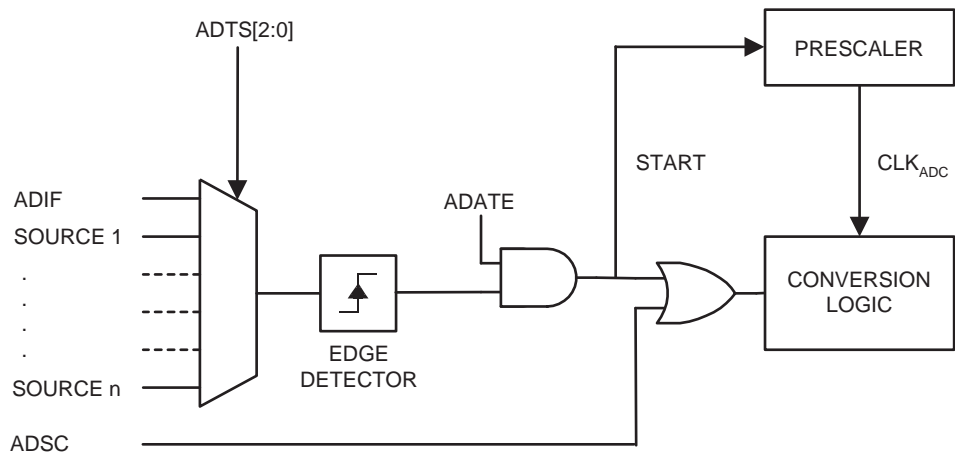 ADTS[2:0]
PRESCALER
START
CLKADC
ADIF
ADATE
SOURCE 1
.
.
.
.
CONVERSION
LOGIC
EDGE
DETECTOR
SOURCE n
ADSC